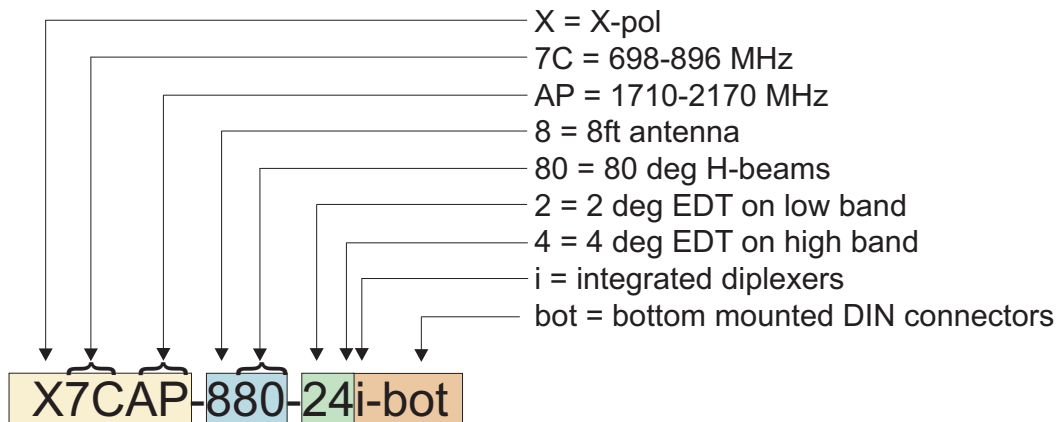 X = X-pol
7C = 698-896 MHz
AP = 1710-2170 MHz
8 = 8ft antenna
80 = 80 deg H-beams
2 = 2 deg EDT on low band
4 = 4 deg EDT on high band
i = integrated diplexers
bot = bottom mounted DIN connectors
X7CAP-880-24i-bot